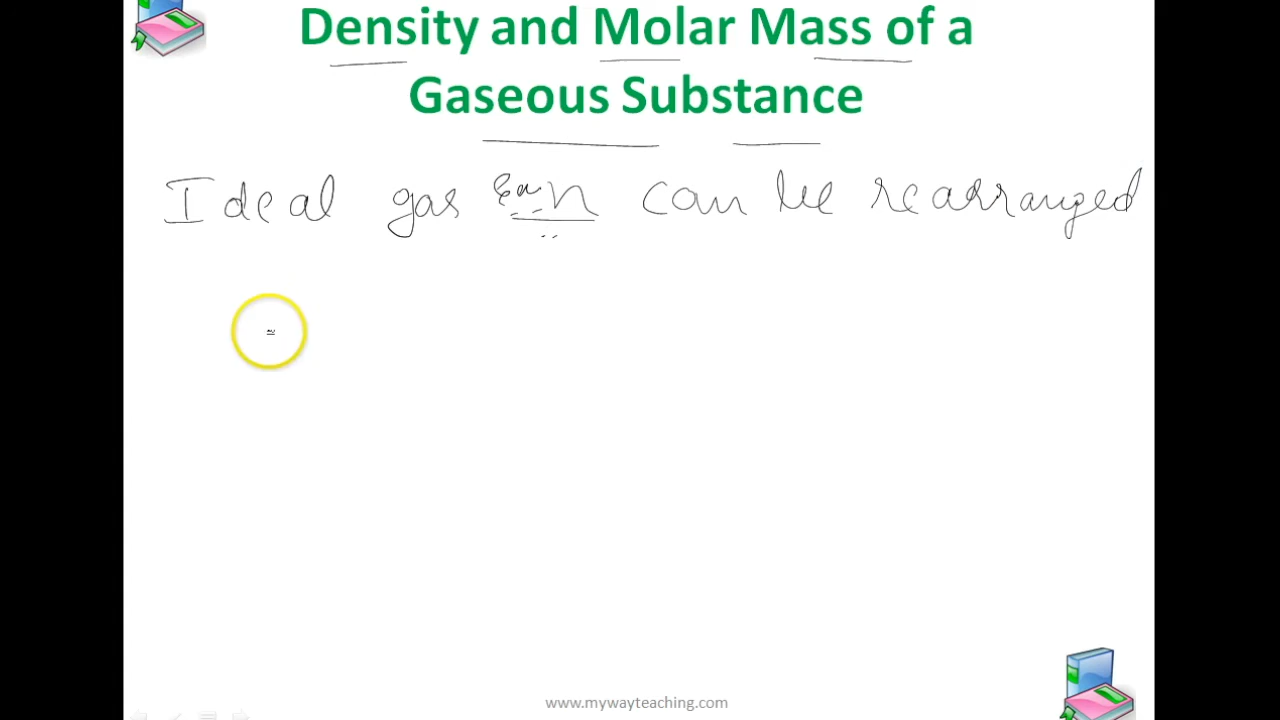 Density and Molar Mass of a
Gaseous Substance
Ideal gas Eqn can be rearranged
www.mywayteaching.com